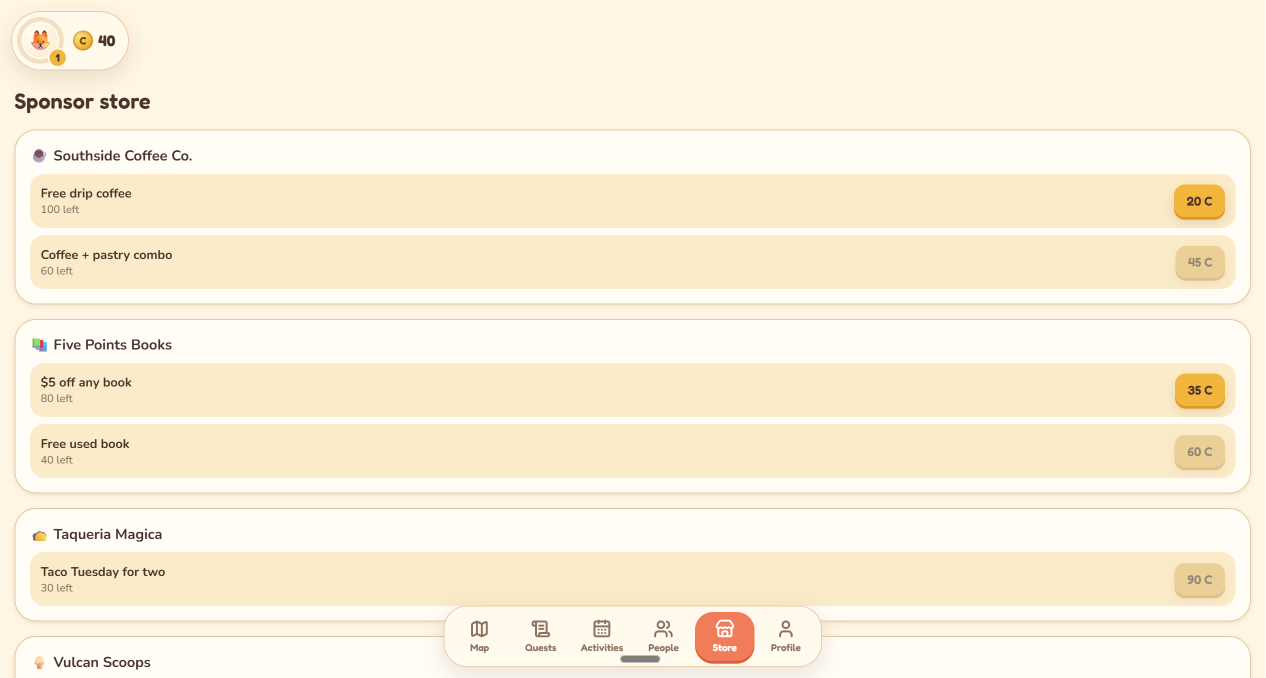 1
C 40
Sponsor store
Southside Coffee Co.
Free drip coffee
100 left
20 C
Coffee + pastry combo
60 left
45 C
Five Points Books
$5 off any book
80 left
35 C
Free used book
40 left
60 C
Taqueria Magica
Taco Tuesday for two
30 left
90 C
Vulcan Scoops
Map
Quests
Activities
People
Store
Profile